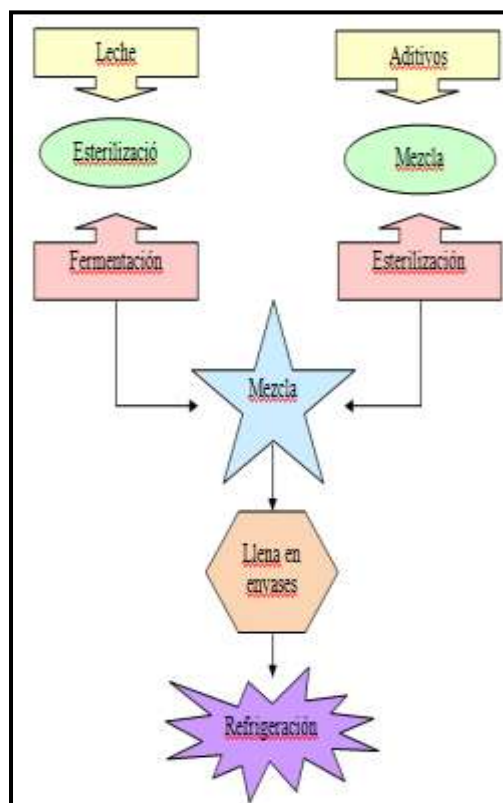 Leche
Aditivos
Esterilizació
Mezcla
Fermentación
Esterilización
Mezcla
Llena en
envases
Refrigeración